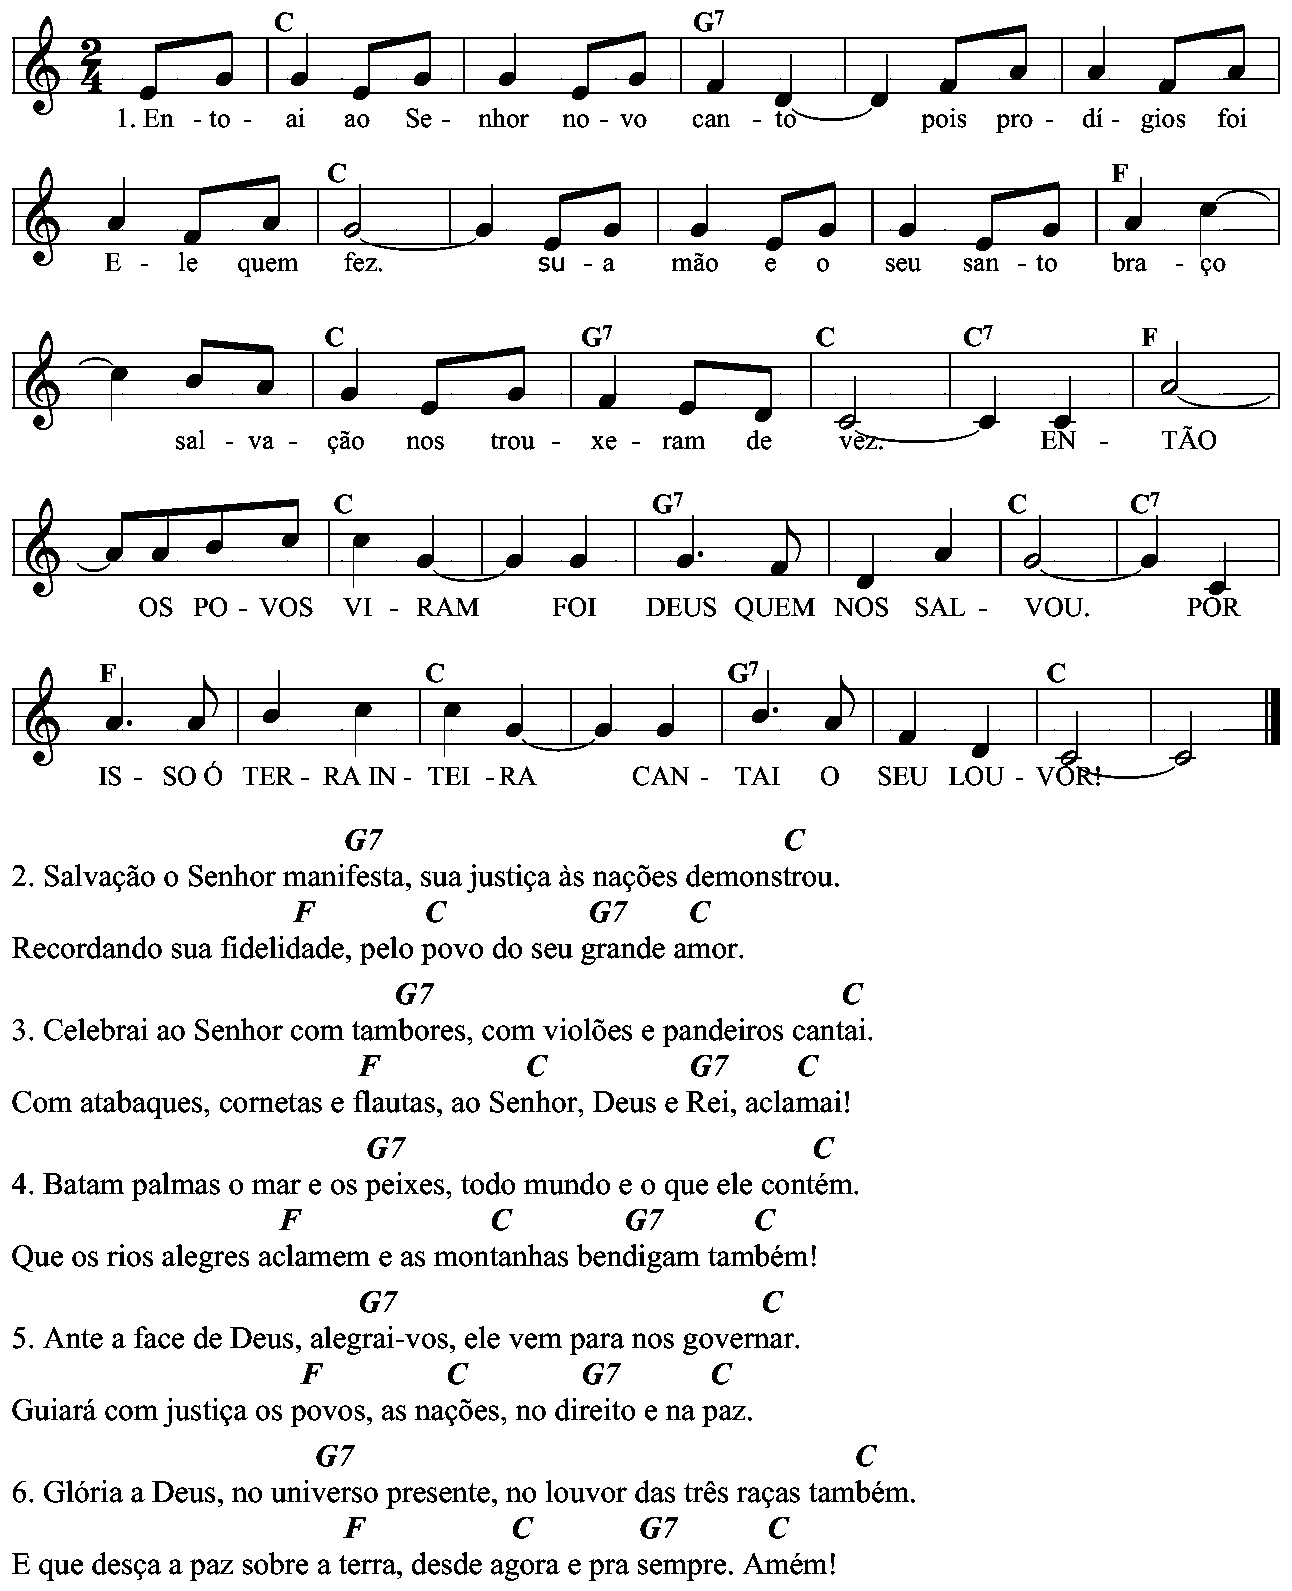 C G7
2 4
1. En - to - ai ao Se - nhor no - vo can - to pois pro - dí - gios foi
C F
E - le quem fez. su - a mão e o seu san - to bra - ço
C G7 C C7 F
sal - va - ção nos trou - xe - ram de vez. EN - TÃO
C G7 C C7
OS PO - VOS VI - RAM FOI DEUS QUEM NOS SAL - VOU. POR
F C G7 C
IS - SO Ó TER - RA IN - TEI - RA CAN - TAI O SEU LOU - VOR!
G7 C
2. Salvação o Senhor manifesta, sua justiça às nações demonstrou.
F C G7 C
Recordando sua fidelidade, pelo povo do seu grande amor.
G7 C
3. Celebrai ao Senhor com tambores, com violões e pandeiros cantai.
F C G7 C
Com atabaques, cornetas e flautas, ao Senhor, Deus e Rei, aclamai!
G7 C
4. Batam palmas o mar e os peixes, todo mundo e o que ele contém.
F C G7 C
Que os rios alegres aclamem e as montanhas bendigam também!
G7 C
5. Ante a face de Deus, alegrai-vos, ele vem para nos governar.
F C G7 C
Guiará com justiça os povos, as nações, no direito e na paz.
G7 C
6. Glória a Deus, no universo presente, no louvor das três raças também.
F C G7 C
E que desça a paz sobre a terra, desde agora e pra sempre. Amém!